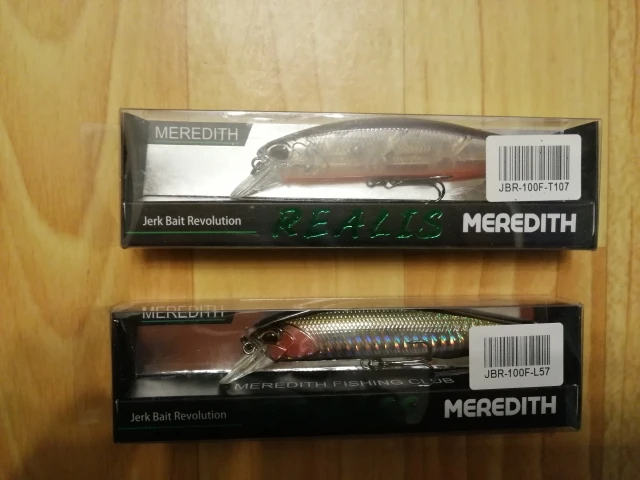 MEREDITH
JBR-100F-T107
Jerk Bait Revolution
REALIS
MEREDITH
MEREDITH
JBR-100F-L57
MEREDITH FISHING CLUB
Jerk Bait Revolution
MEREDITH